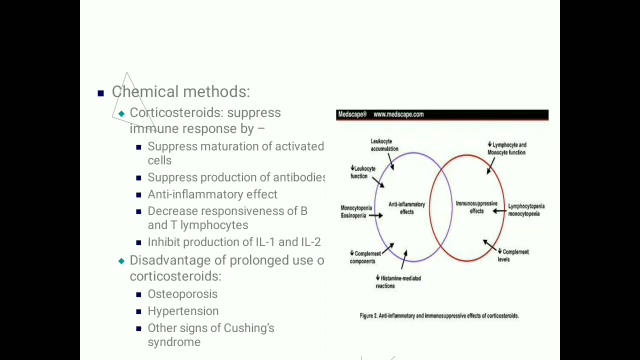 Chemical methods:
Corticosteroids: suppress
immune response by –
Suppress maturation of activated
cells
Suppress production of antibodies
Anti-inflammatory effect
Decrease responsiveness of B
and T lymphocytes
Inhibit production of IL-1 and IL-2
Disadvantage of prolonged use o
corticosteroids:
Osteoporosis
Hypertension
Other signs of Cushing's
syndrome
Medscape® www.medscape.com
Leukocyte
accumulation
↓Leukocyte
function
Monocytopenia
Eosinopenia
↓Complement
components
↓Histamine-mediated
reactions
Anti-inflammatory
effects
Immunosuppressive
effects
↓Lymphocyte and
Monocyte function
Lymphocytopenia
monocytopenia
↓Complement
levels
Figure 2. Anti-inflammatory and immunosuppressive effects of corticosteroids.